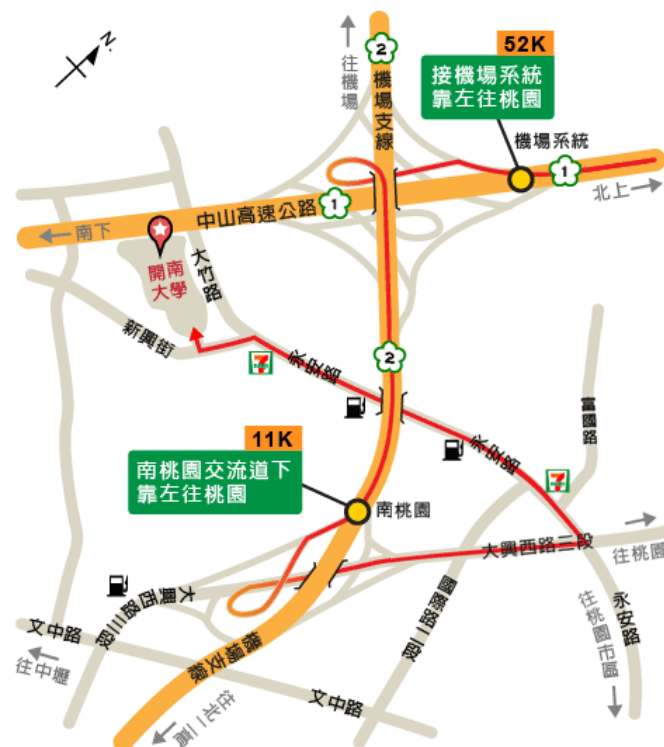 N.
往機場
2
機場支線
52K
接機場系統
靠左往桃園
機場系統
1
北上
中山高速公路
1
南下
開南
大學
大竹路
新興街
永安路
7
2
富國路
11K
南桃園交流道下
靠左往桃園
南桃園
永安路
7
大興西路二段
往桃園
大興西路三段
國際路二段
永安路
往桃園市區
文中路
往中壢
機場支線
文中路
往北二高